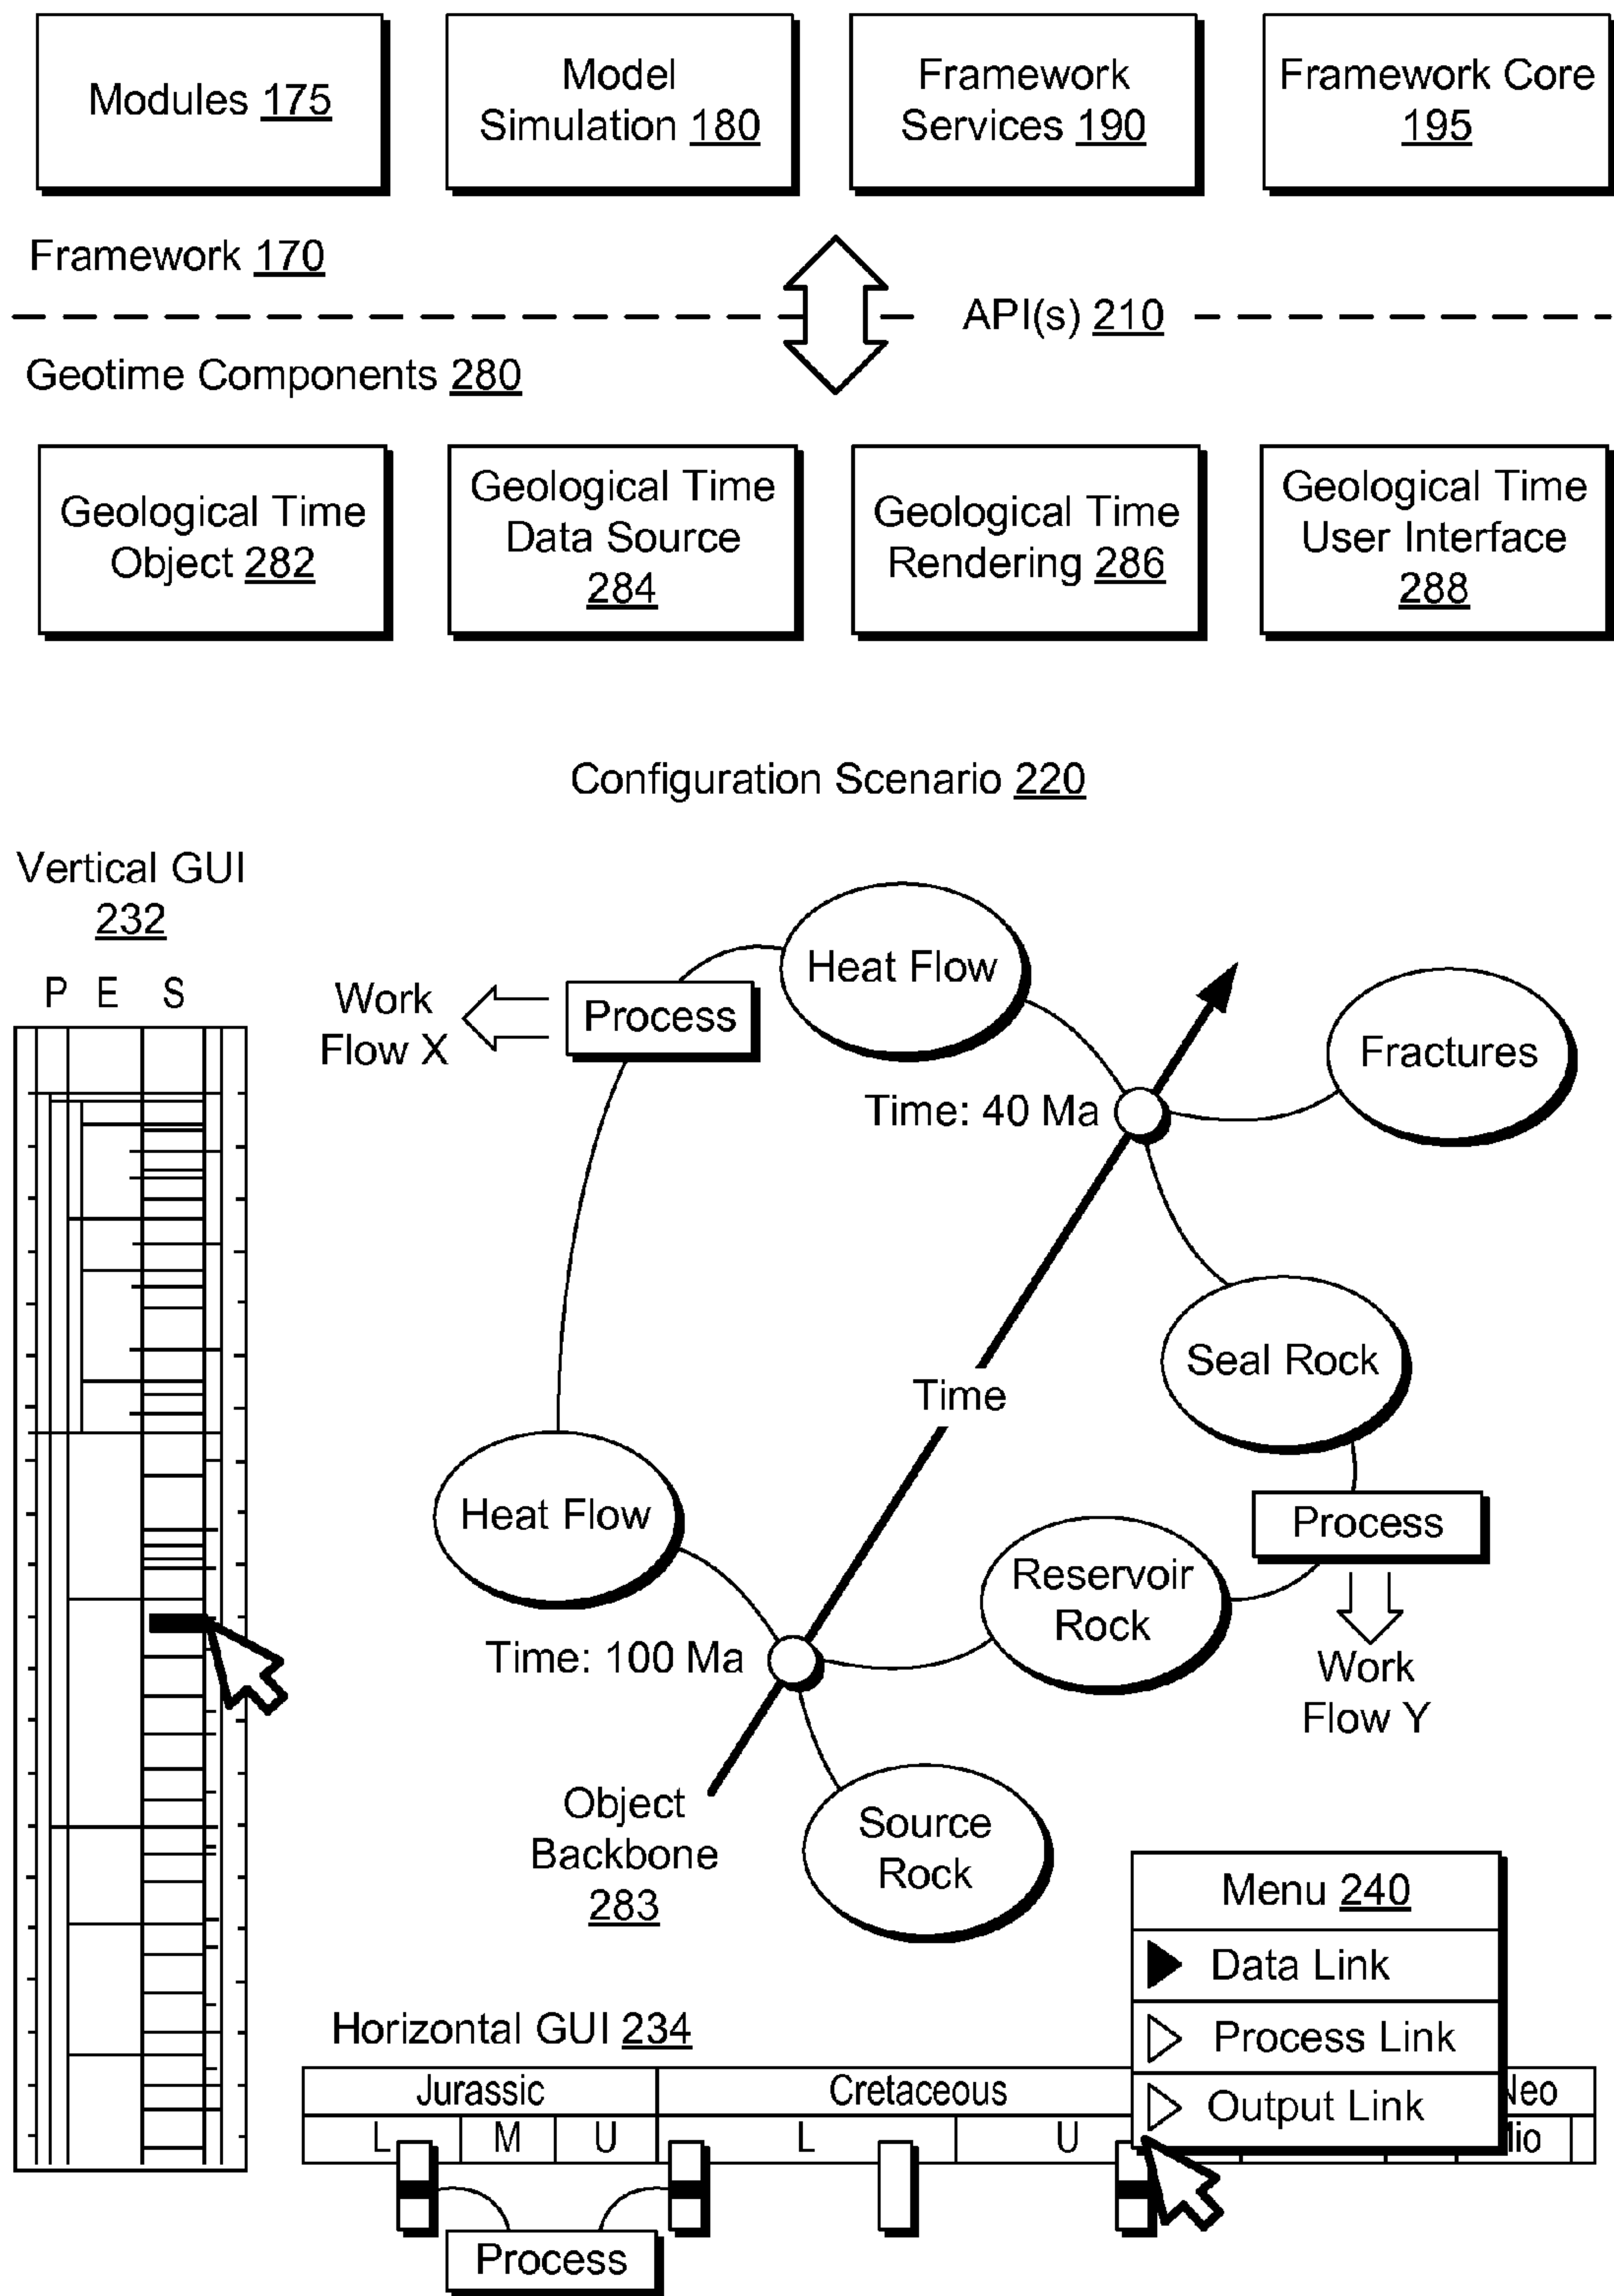 Modules 175
Model
Simulation 180
Framework
Services 190
Framework Core
195
Framework 170
API(s) 210
Geotime Components 280
Geological Time
Object 282
Geological Time
Data Source
284
Geological Time
Rendering 286
Geological Time
User Interface
288
Configuration Scenario 220
Vertical GUI
232
P E S
Work
Flow X
Process
Heat Flow
Fractures
Time: 40 Ma
Seal Rock
Time
Heat Flow
Process
Reservoir
Rock
Time: 100 Ma
Work
Flow Y
Object
Backbone
283
Source
Rock
Menu 240
Data Link
Process Link
Output Link
Horizontal GUI 234
Jurassic Cretaceous
L M U L U
Process